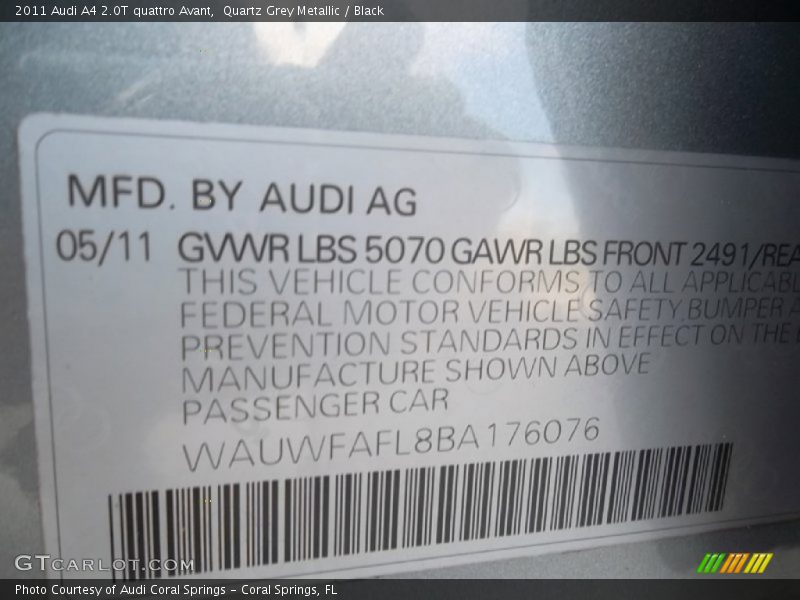 2011 Audi A4 2.0T quattro Avant,  Quartz Grey Metallic / Black
MFD. BY AUDI AG
05/11 GVWR LBS 5070 GAWR LBS FRONT 2491/REA
THIS VEHICLE CONFORMS TO ALL APPLICABL
FEDERAL MOTOR VEHICLE SAFETY, BUMPER A
PREVENTION STANDARDS IN EFFECT ON THE
MANUFACTURE SHOWN ABOVE
PASSENGER CAR
WAUWFAFL8BA176076
GTCARLOT.COM
Photo Courtesy of Audi Coral Springs – Coral Springs, FL